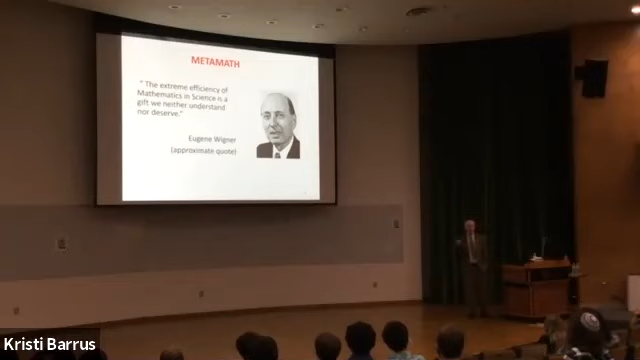 METAMATH
" The extreme efficiency of
Mathematics in Science is a
gift we neither understand
nor deserve."
Eugene Wigner
(approximate quote)
Kristi Barrus